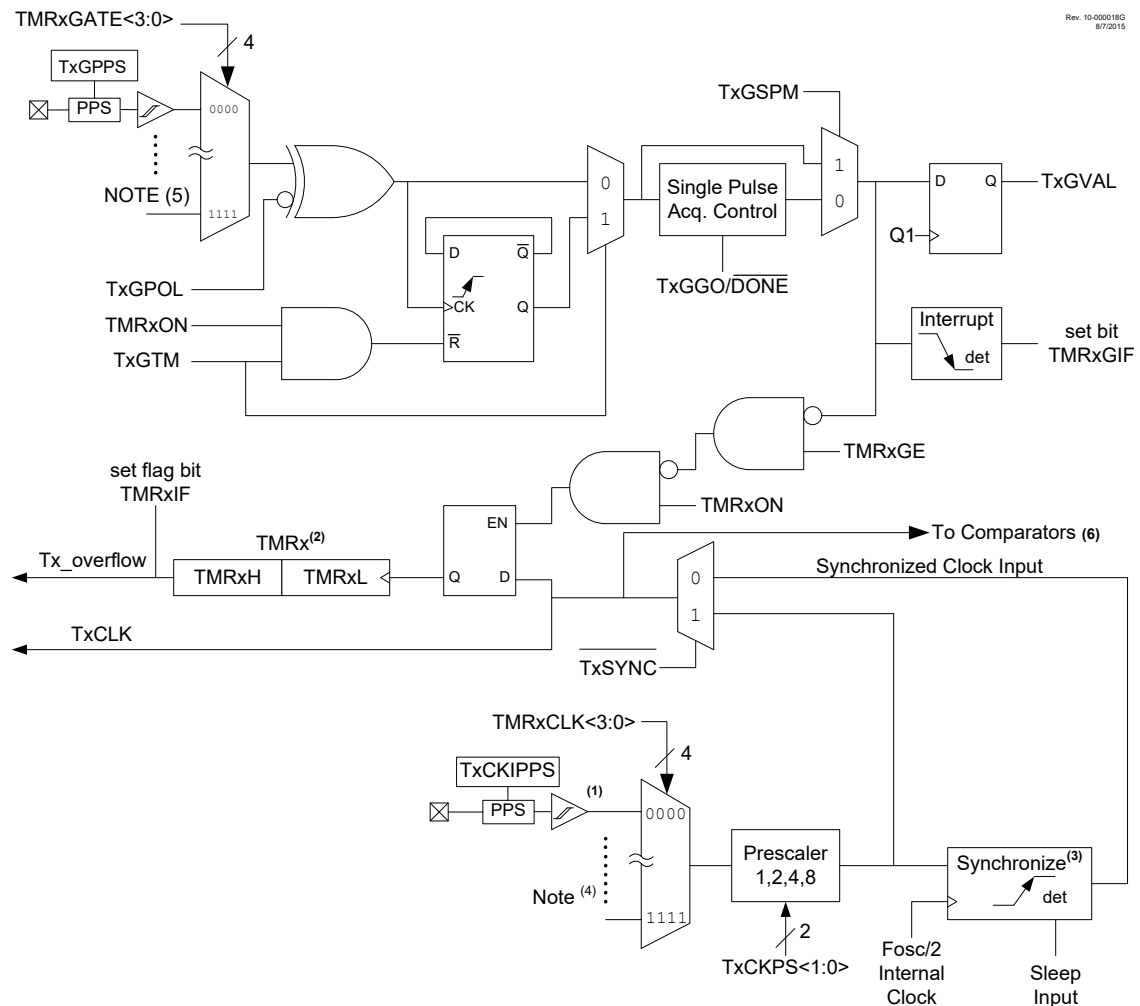 Rev. 10-000018G
8/7/2015
TMRxGATE<3:0>
4
TxGPPS
PPS
0000
NOTE (5)
1111
TxGPOL
TMRxON
TxGTM
D
Q
CK
Q
R
0
1
Single Pulse
Acq. Control
TxGGO/DONE
TxGSPM
1
0
D
Q
Q1
TxGVAL
Interrupt
det
set bit
TMRxGIF
TMRxGE
TMRxON
set flag bit
TMRxIF
Tx_overflow
TMRx(2)
TMRxH
TMRxL
EN
Q
D
TxCLK
To Comparators (6)
Synchronized Clock Input
0
1
TxSYNC
TMRxCLK<3:0>
4
TxCKIPPS
PPS
(1)
0000
Note (4)
1111
Prescaler
1,2,4,8
2
TxCKPS<1:0>
Synchronize(3)
det
Fosc/2
Internal
Clock
Sleep
Input